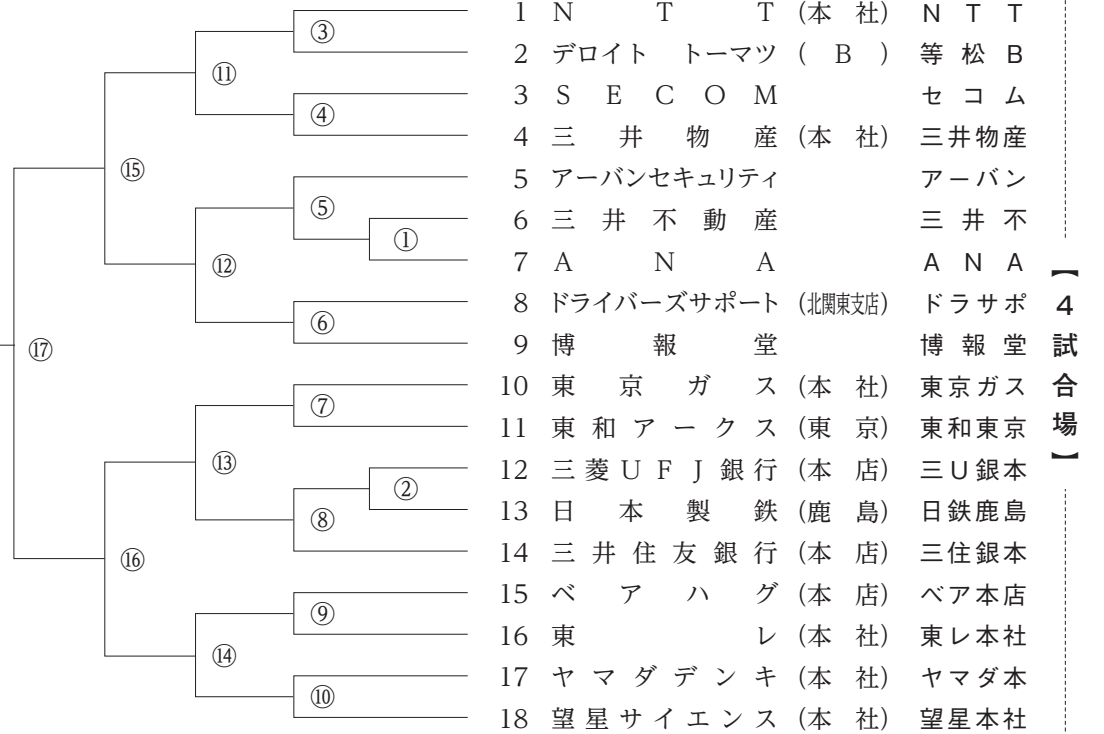 1 NTT (本社) NTT
2 デロイト トーマツ (B) 等松B
3 SECOM セコム
4 三井物産 (本社) 三井物産
5 アーバンセキュリティ アーバン
6 三井不動産 三井不
7 ANA ANA
8 ドライバーズサポート (北関東支店) ドラサポ
9 博報堂 博報堂
10 東京ガス (本社) 東京ガス
11 東和アークス (東京) 東和東京
12 三菱UFJ銀行 (本店) 三U銀本
13 日本製鉄 (鹿島) 日鉄鹿島
14 三井住友銀行 (本店) 三住銀本
15 ベアハグ (本店) ベア本店
16 東レ (本社) 東レ本社
17 ヤマダデンキ (本社) ヤマダ本
18 望星サイエンス (本社) 望星本社
【4試合場】
③
⑪
④
⑮
⑤
①
⑫
⑥
⑰
⑦
⑬
②
⑧
⑯
⑨
⑭
⑩